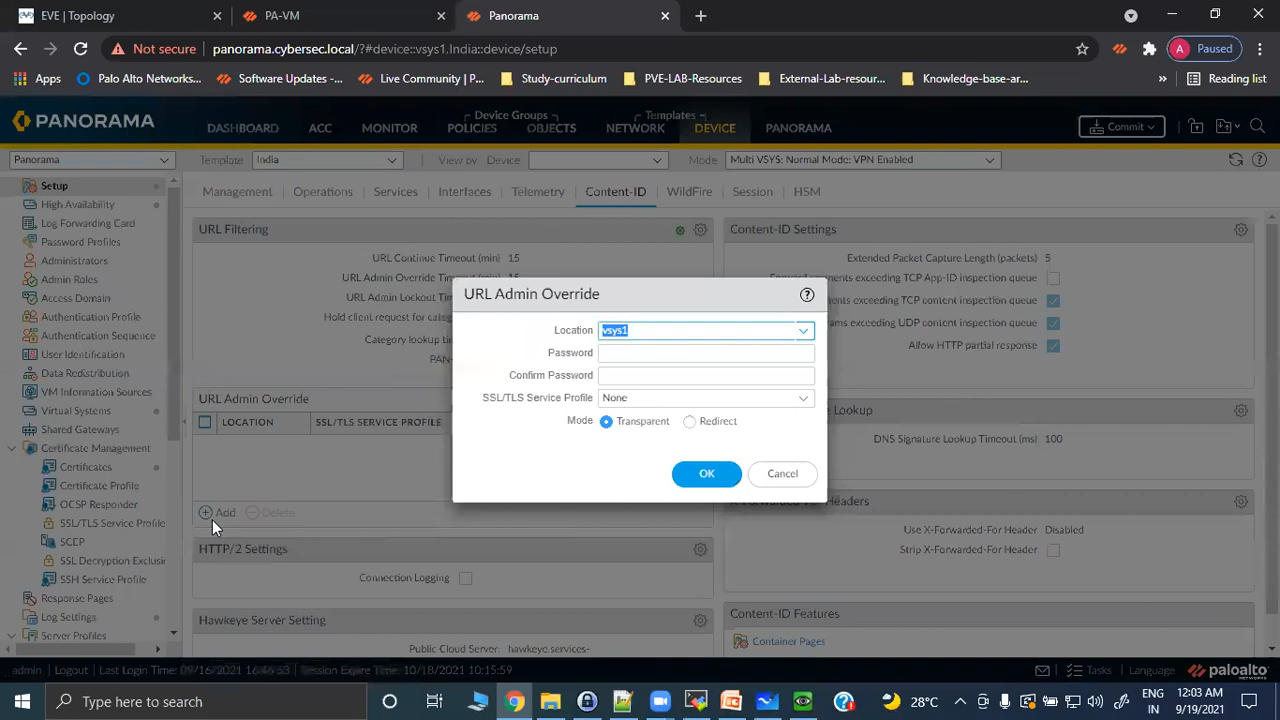 EVE | Topology
PA-VM
Panorama
Not secure
panorama.cybersec.local/?#device::vsys1.India::device/setup
A Paused
Apps
Palo Alto Networks...
Software Updates -...
Live Community | P...
Study-curriculum
PVE-LAB-Resources
External-Lab-resour...
Knowledge-base-ar...
»
Reading list
PANORAMA
Device Groups
Templates
DASHBOARD
ACC
MONITOR
POLICIES
OBJECTS
NETWORK
DEVICE
PANORAMA
Commit
Panorama
Template India
View by Device
Mode Multi VSYS; Normal Mode; VPN Enabled
Setup
High Availability
Log Forwarding Card
Password Profiles
Administrators
Admin Roles
Access Domain
Authentication Profile
Authentication Sequence
User Identification
Data Redistribution
VM Information Sources
Virtual Systems
Shared Gateways
Certificate Management
Certificates
Certificate Profile
OCSP Responder
SSL/TLS Service Profile
SCEP
SSL Decryption Exclusi
SSH Service Profile
Response Pages
Log Settings
Server Profiles
Management
Operations
Services
Interfaces
Telemetry
Content-ID
WildFire
Session
HSM
URL Filtering
URL Continue Timeout (min) 15
URL Admin Override Timeout (min) 15
URL Admin Lockout Tim
Hold client request for categ
Category lookup tim
PAN-
URL Admin Override
LOCATION
SSL/TLS SERVICE PROFILE
Add
Delete
HTTP/2 Settings
Connection Logging
Hawkeye Server Setting
Public Cloud Server: hawkeye.services-
Content-ID Settings
Extended Packet Capture Length (packets) 5
exceeding TCP App-ID inspection queue
ents exceeding TCP content inspection queue
ams exceeding UDP content inspection queue
Allow HTTP partial response
e Lookup
DNS Signature Lookup Timeout (ms) 100
Headers
Use X-Forwarded-For Header Disabled
Strip X-Forwarded-For Header
Content-ID Features
Container Pages
URL Admin Override
Location vsys1
Password
Confirm Password
SSL/TLS Service Profile None
Mode Transparent Redirect
OK
Cancel
admin
Logout
Last Login Time:
Session Expire Time: 10/18/2021 10:15:59
Tasks
Language
paloalto
NETWORKS
Type here to search
28°C
ENG
IN
12:03 AM
9/19/2021